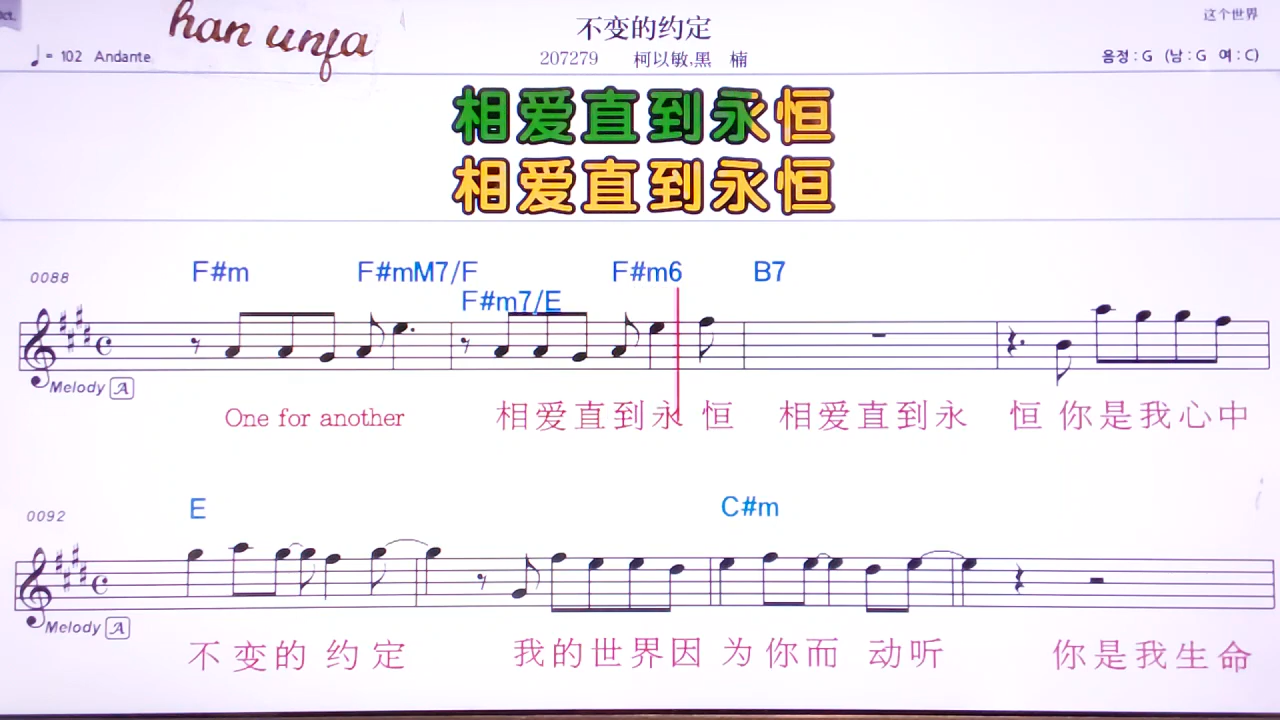 不变的约定
这个世界
han unfa
♩= 102 Andante
207279 柯以敏,黑 楠
음정 : G (남 : G 여 : C)
相爱直到永恒
相爱直到永恒
0088
F#m F#mM7/F F#m7/E F#m6 B7
Melody A
One for another 相爱直到永 恒 相爱直到永 恒 你是我心中
0092
E C#m
Melody A
不变的 约定 我的世界因 为你而 动听 你是我生命